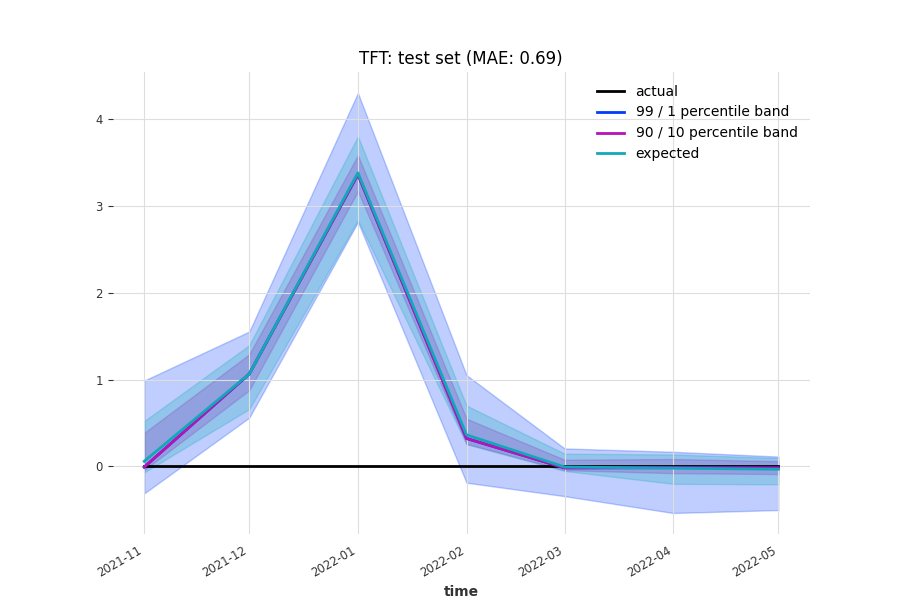 TFT: test set (MAE: 0.69)
actual
99 / 1 percentile band
90 / 10 percentile band
expected
4
3
2
1
0
2021-11
2021-12
2022-01
2022-02
2022-03
2022-04
2022-05
time